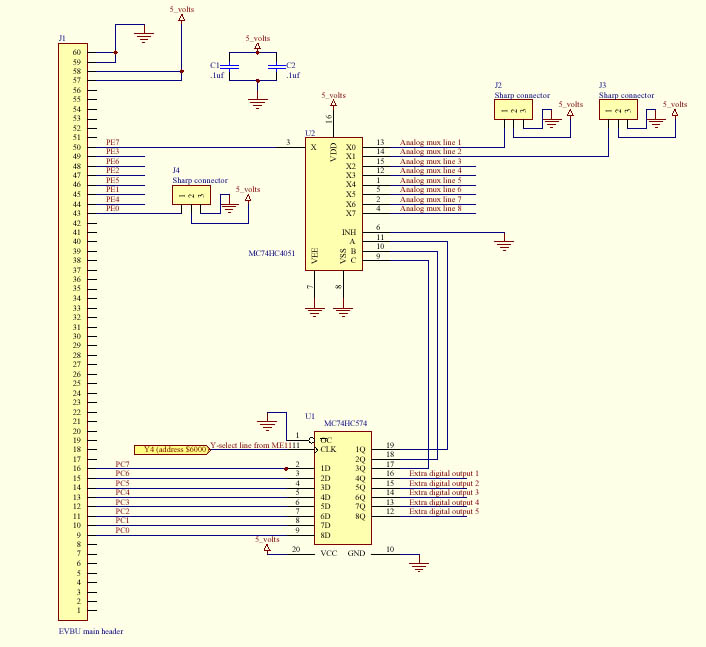 5_volts
J1
60
59
58
57
56
55
54
53
52
51
50
49
48
47
46
45
44
43
42
41
40
39
38
37
36
35
34
33
32
31
30
29
28
27
26
25
24
23
22
21
20
19
18
17
16
15
14
13
12
11
10
9
8
7
6
5
4
3
2
1
EVBU main header
5_volts
C1
.1uf
C2
.1uf
PE7
PE3
PE6
PE2
PE5
PE1
PE4
PE0
J4
Sharp connector
1 2 3
5_volts
5_volts
16
U2
3 X VDD
X0 13 Analog mux line 1
X1 14 Analog mux line 2
X2 15 Analog mux line 3
X3 12 Analog mux line 4
X4 1 Analog mux line 5
X5 5 Analog mux line 6
X6 2 Analog mux line 7
X7 4 Analog mux line 8
INH 6
A 11
B 10
C 9
MC74HC4051
VEE VSS
7 8
J2
Sharp connector
1 2 3
5_volts
J3
Sharp connector
1 2 3
5_volts
U1
MC74HC574
1 OC
Y4 (address $6000) Y-select line from ME11 11 CLK
PC7 2 1D
PC6 3 2D
PC5 4 3D
PC4 5 4D
PC3 6 5D
PC2 7 6D
PC1 8 7D
PC0 9 8D
1Q 19
2Q 18
3Q 17
4Q 16 Extra digital output 1
5Q 15 Extra digital output 2
6Q 14 Extra digital output 3
7Q 13 Extra digital output 4
8Q 12 Extra digital output 5
5_volts
20 VCC GND 10